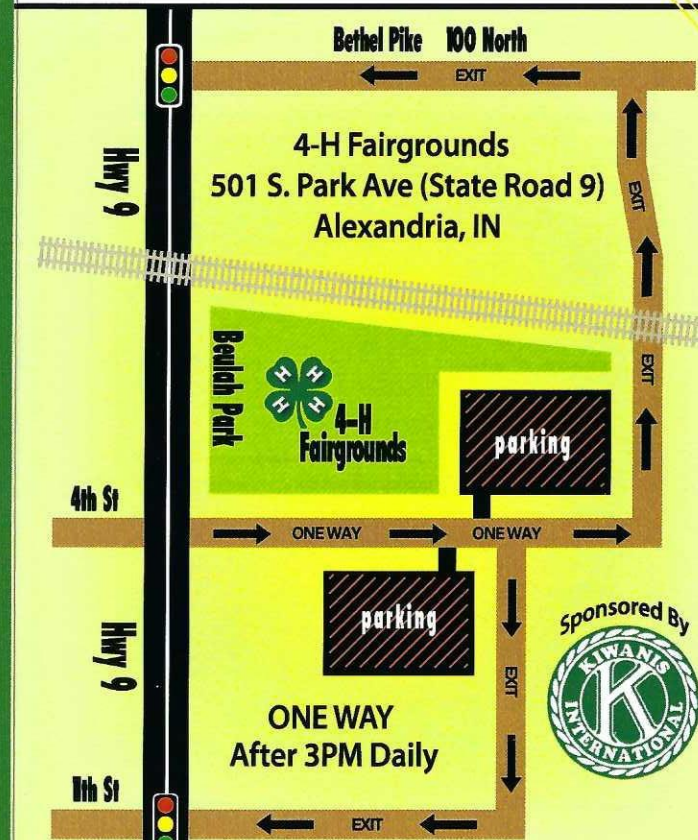 Bethel Pike 100 North
EXIT
Hwy 9
4-H Fairgrounds
501 S. Park Ave (State Road 9)
Alexandria, IN
EXIT
Beulah Park
H H
H H
4-H
Fairgrounds
parking
EXIT
4th St
ONE WAY
ONE WAY
parking
Hwy 9
EXIT
Sponsored By
KIWANIS
K
INTERNATIONAL
ONE WAY
After 3PM Daily
11th St
EXIT